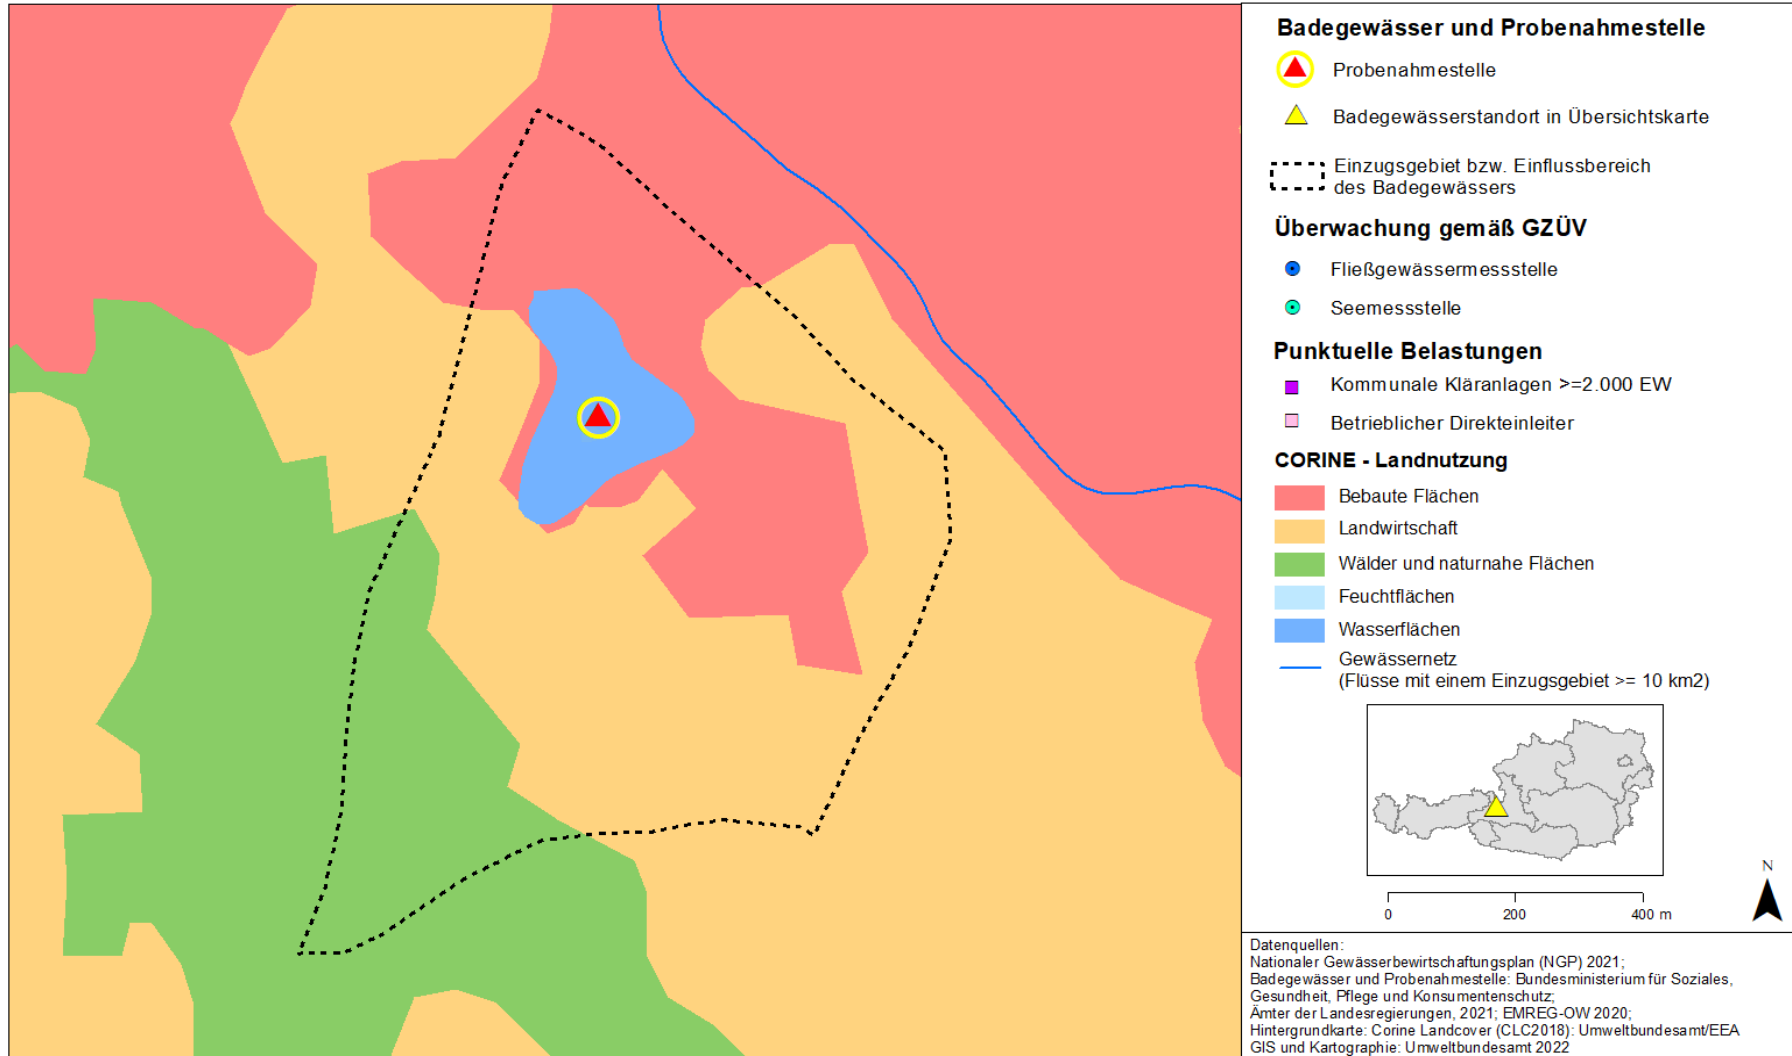 Badegewässer und Probenahmestelle
Probenahmestelle
Badegewässerstandort in Übersichtskarte
Einzugsgebiet bzw. Einflussbereich
des Badegewässers
Überwachung gemäß GZÜV
Fließgewässermessstelle
Seemessstelle
Punktuelle Belastungen
Kommunale Kläranlagen >=2.000 EW
Betrieblicher Direkteinleiter
CORINE - Landnutzung
Bebaute Flächen
Landwirtschaft
Wälder und naturnahe Flächen
Feuchtflächen
Wasserflächen
Gewässernetz
(Flüsse mit einem Einzugsgebiet >= 10 km2)
N
0 200 400 m
Datenquellen:
Nationaler Gewässerbewirtschaftungsplan (NGP) 2021;
Badegewässer und Probenahmestelle: Bundesministerium für Soziales,
Gesundheit, Pflege und Konsumentenschutz;
Ämter der Landesregierungen, 2021; EMREG-OW 2020;
Hintergrundkarte: Corine Landcover (CLC2018): Umweltbundesamt/EEA
GIS und Kartographie: Umweltbundesamt 2022